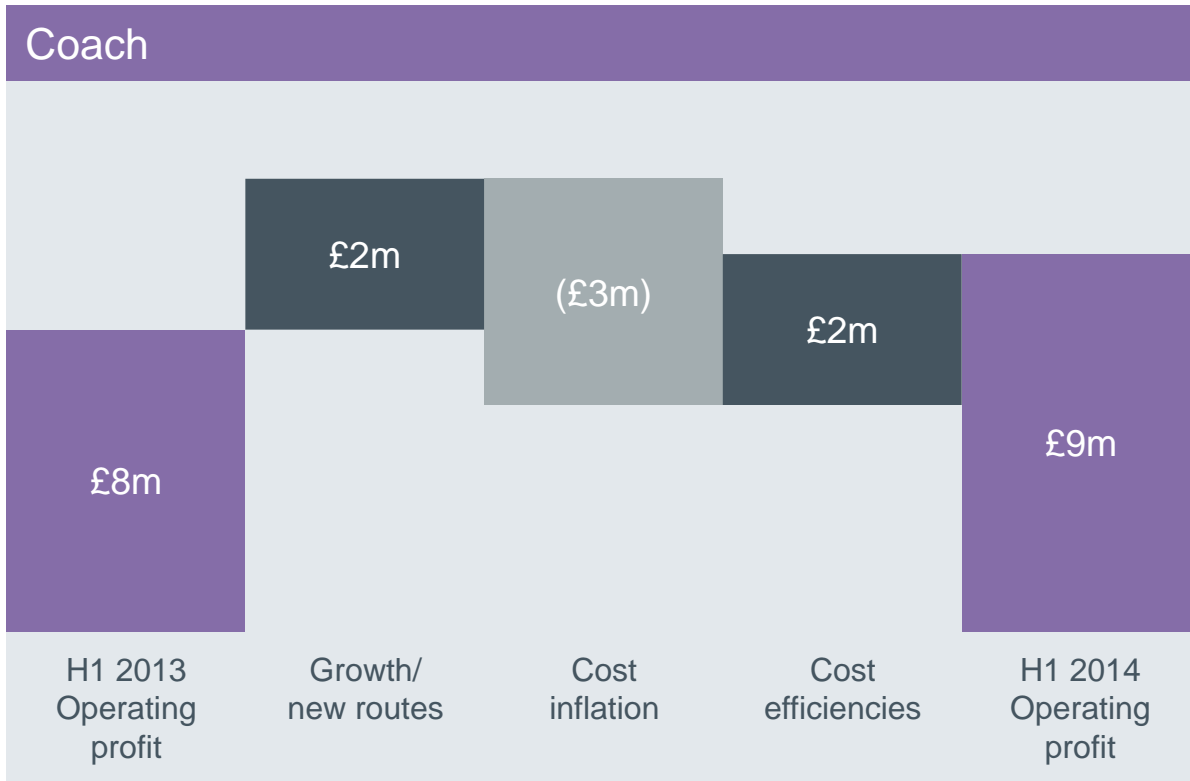 Coach
£2m
(£3m)
£2m
£9m
£8m
H1 2013
Operating
profit
Growth/
new routes
Cost
inflation
Cost
efficiencies
H1 2014
Operating
profit